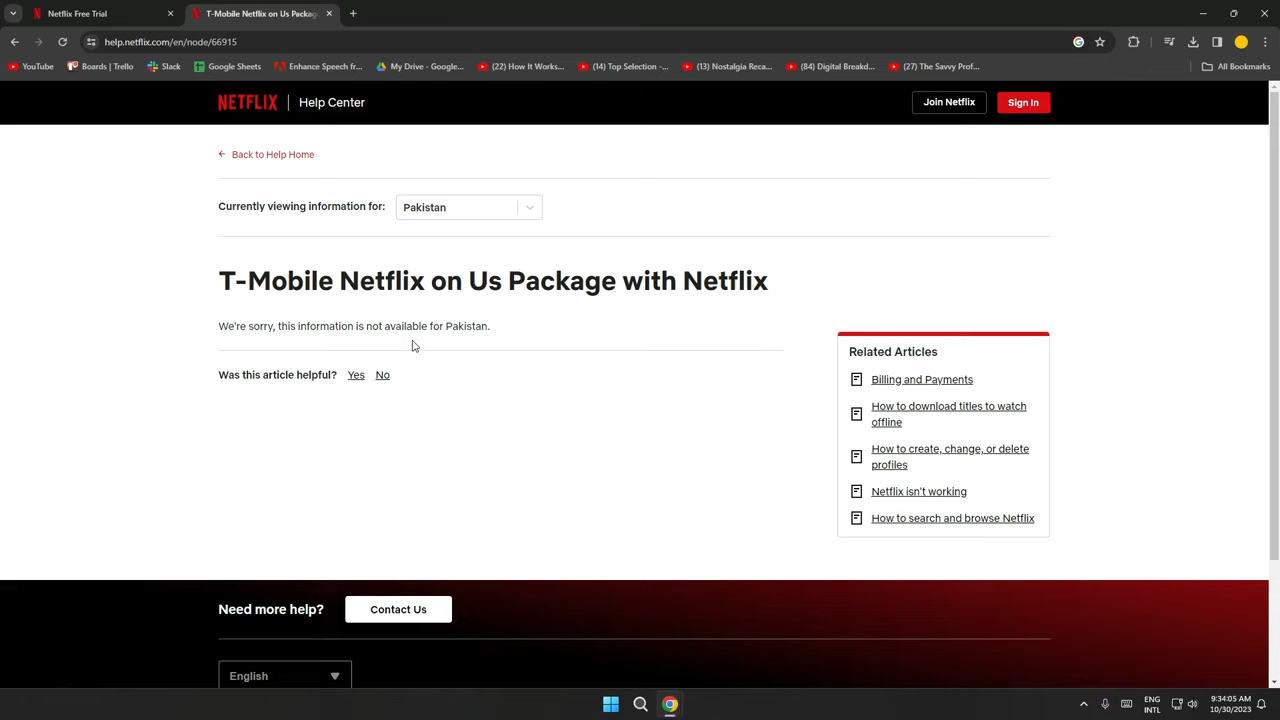 Netflix Free Trial
T-Mobile Netflix on Us Packag
help.netflix.com/en/node/66915
YouTube
Boards | Trello
Slack
Google Sheets
Enhance Speech fr...
My Drive - Google...
(22) How It Works...
(14) Top Selection -...
(13) Nostalgia Reca...
(84) Digital Breakd...
(27) The Savvy Prof...
All Bookmarks
NETFLIX
Help Center
Join Netflix
Sign In
Back to Help Home
Currently viewing information for:
Pakistan
T-Mobile Netflix on Us Package with Netflix
We're sorry, this information is not available for Pakistan.
Was this article helpful? Yes No
Related Articles
Billing and Payments
How to download titles to watch
offline
How to create, change, or delete
profiles
Netflix isn't working
How to search and browse Netflix
Need more help?
Contact Us
English
ENG
INTL
9:34:05 AM
10/30/2023